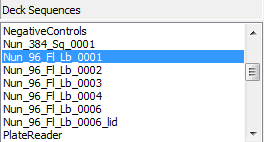 Deck Sequences
NegativeControls
Nun_384_Sq_0001
Nun_96_Fl_Lb_0001
Nun_96_Fl_Lb_0002
Nun_96_Fl_Lb_0003
Nun_96_Fl_Lb_0004
Nun_96_Fl_Lb_0006
Nun_96_Fl_Lb_0006_lid
PlateReader